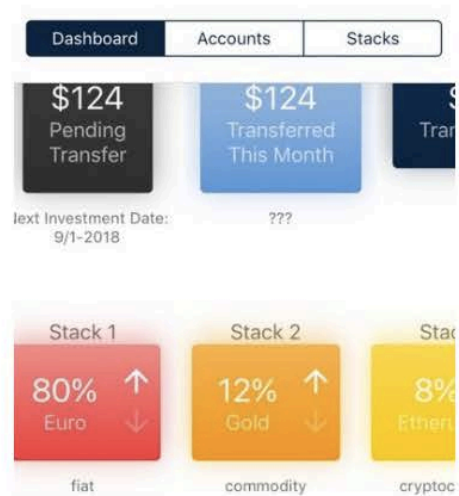 Dashboard Accounts Stacks
$124 $124
Pending Transferred
Transfer This Month
Next Investment Date: ???
9/1-2018
Stack 1 Stack 2
80% 12% 8%
Euro Gold
fiat commodity